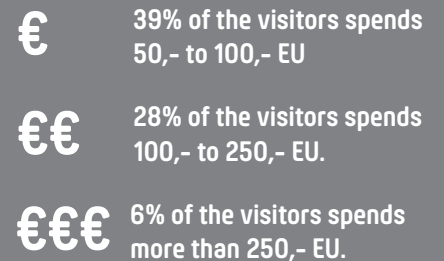 € 39% of the visitors spends
50,- to 100,- EU
€€ 28% of the visitors spends
100,- to 250,- EU.
€€€ 6% of the visitors spends
more than 250,- EU.